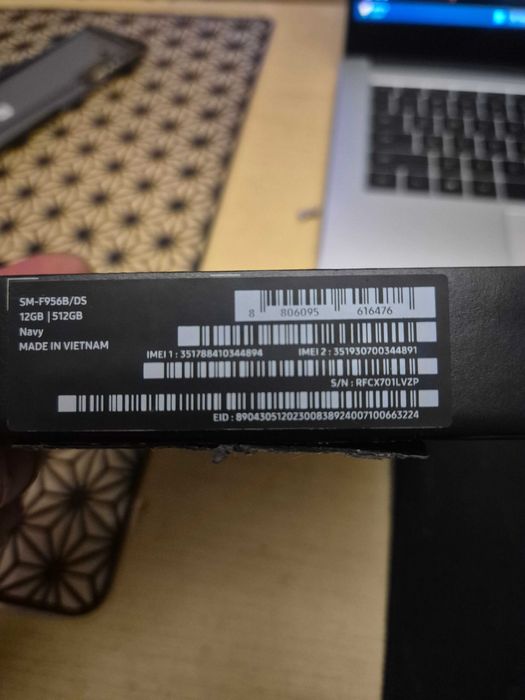 SM-F956B/DS
12GB | 512GB
Navy
MADE IN VIETNAM
8 806095 616476
IMEI 1 : 351788410344894 IMEI 2 : 351930700344891
S/N : RFCX701LVZP
EID : 89043051202300838924007100663224